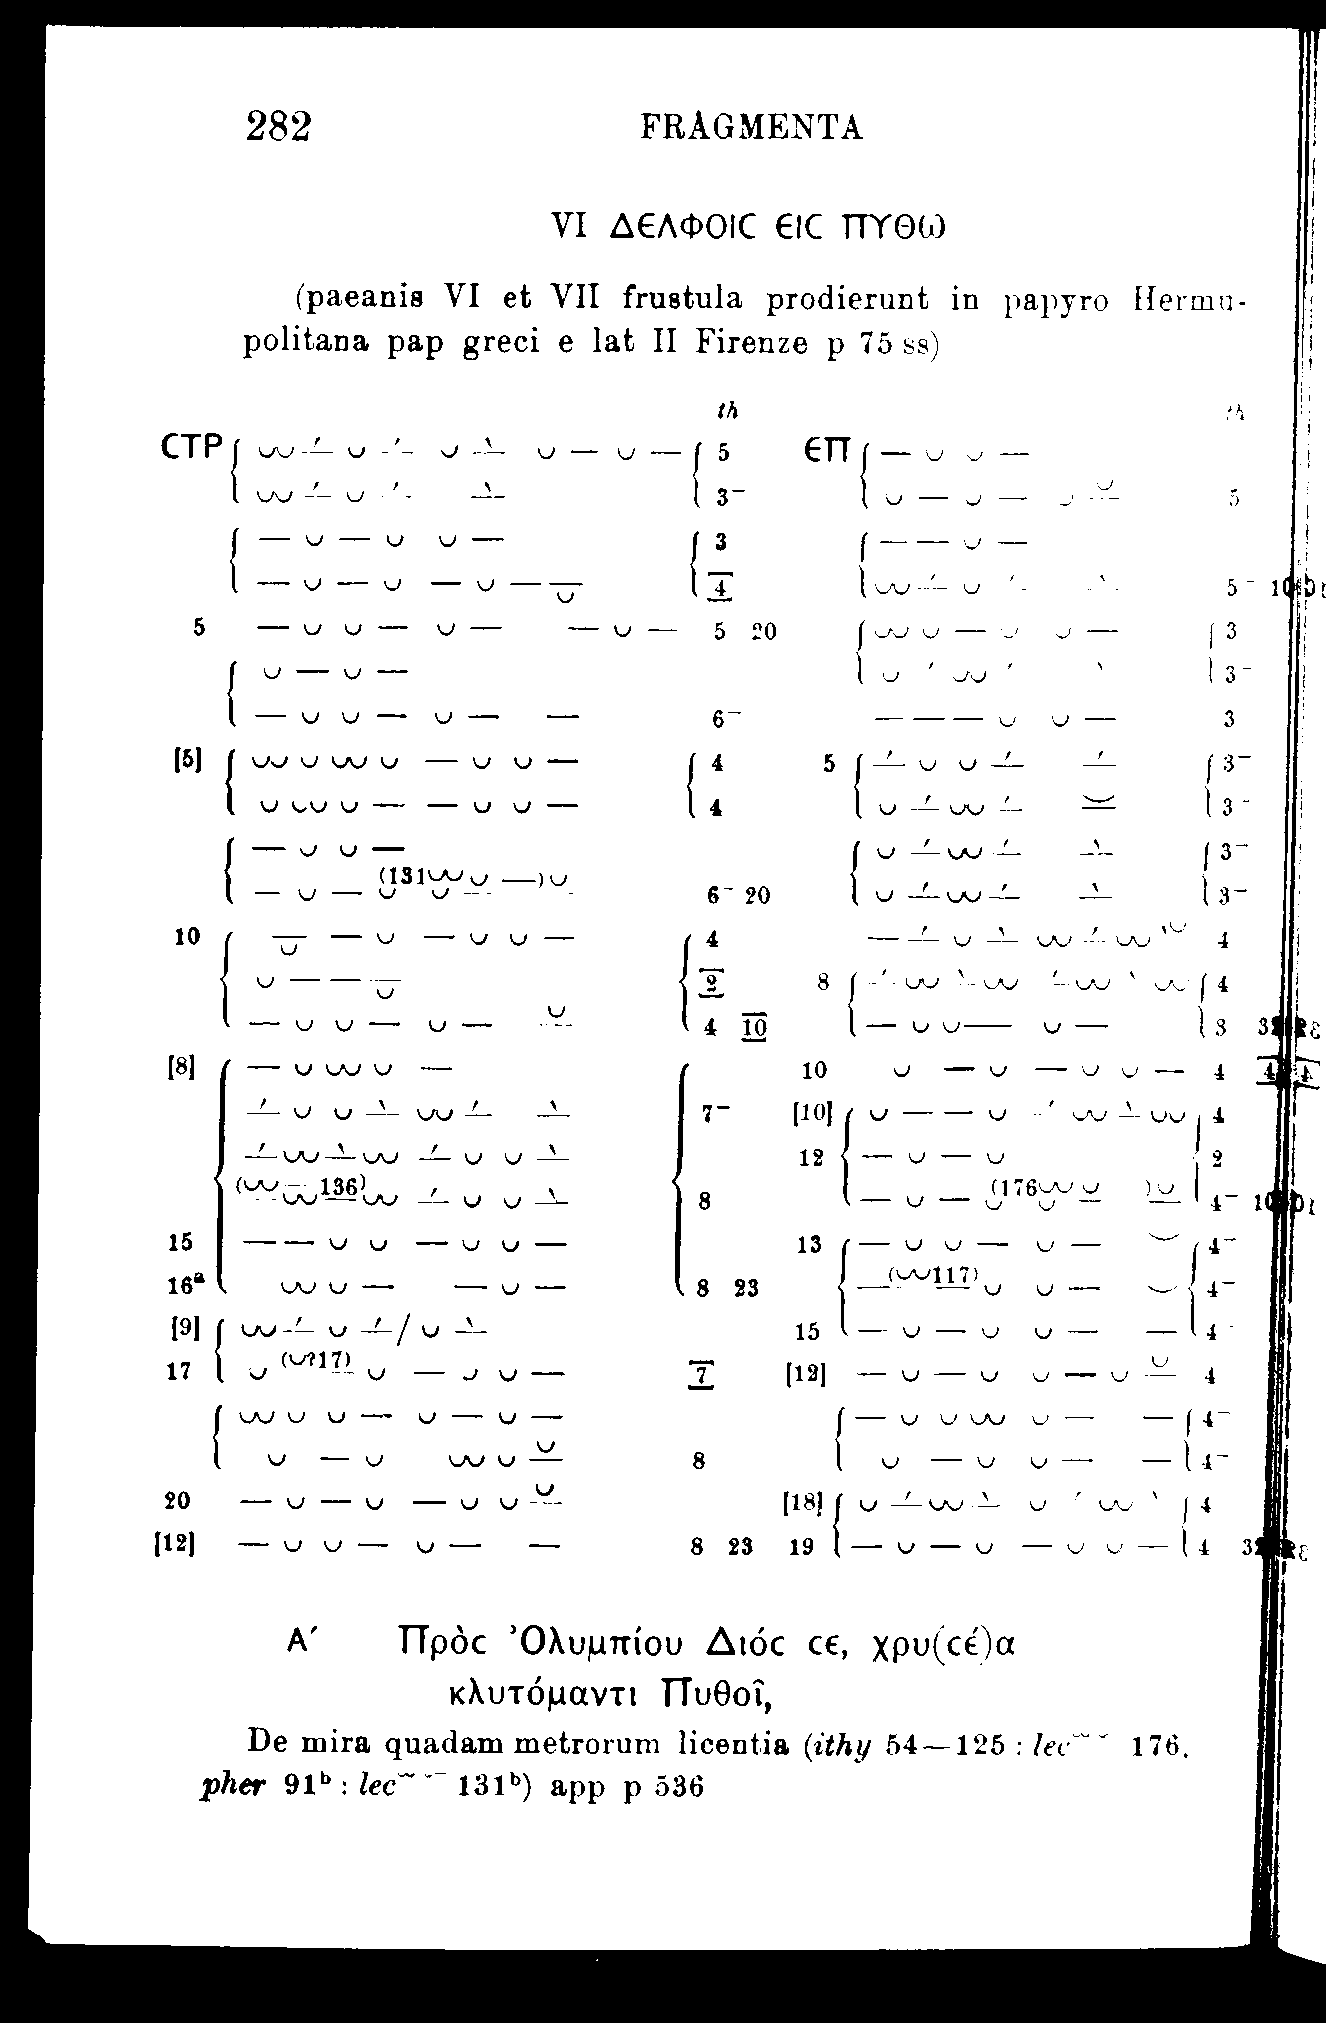 282 FRAGMENTA
VI ΔΕΛΦΟΙϹ ΕΙϹ ΠΥΘΩ
(paeanis VI et VII frustula prodierunt in papyro Hermu-
politana pap greci e lat II Firenze p 75 ss)
th th
ϹΤΡ { ⏑⏑ –́ ⏑ –́ ⏑ –̀ ⏑ – ⏑ – { 5
{ ⏑⏑ –́ ⏑ –́ –̀ { 3–
{ – ⏑ – ⏑ ⏑ – { 3
{ – ⏑ – ⏑ – ⏑ – – { 4
5 – ⏑ ⏑ – ⏑ – – ⏑ – 5 20
{ ⏑ – ⏑ –
{ – ⏑ ⏑ – ⏑ – – 6–
[5] { ⏑⏑ ⏑ ⏑⏑ ⏑ – ⏑ ⏑ – { 4
{ ⏑ ⏑⏑ ⏑ – – ⏑ ⏑ – { 4
{ – ⏑ ⏑ –
{ – ⏑ – ⏑ (131 ⏑⏑ ⏑ –) ⏑ 6– 20
10 { – – ⏑ – ⏑ ⏑ – { 4
{ ⏑ – – – { 2
{ – ⏑ ⏑ – ⏑ – – { 4 10
[8] { – ⏑ ⏑⏑ ⏑ –
{ –́ ⏑ ⏑ –̀ ⏑⏑ –́ –̀ 7–
{ –́ ⏑⏑ –̀ ⏑⏑ –́ ⏑ ⏑ –̀
{ (⏑⏑ – 136) ⏑⏑ – ⏑⏑ –́ ⏑ ⏑ –̀ 8
15 – – ⏑ ⏑ – ⏑ ⏑ –
16ª { ⏑⏑ ⏑ – – ⏑ – { 8 23
[9] { ⏑⏑ –́ ⏑ –́ / ⏑ –̀
17 { ⏑ (⏑?17) – ⏑ – ⏑ ⏑ – 7
{ ⏑⏑ ⏑ ⏑ – ⏑ – ⏑ –
{ ⏑ – ⏑ ⏑⏑ ⏑ – 8
20 – ⏑ – ⏑ – ⏑ ⏑ –
[12] – ⏑ ⏑ – ⏑ – – 8 23
ΕΠ { – ⏑ ⏑ –
{ ⏑ – ⏑ – ⏑ – 5
{ – – ⏑ –
{ ⏑⏑ –́ ⏑ –́ –̀ 5– 10
{ ⏑⏑ ⏑ – ⏑ ⏑ – { 3
{ ⏑ –́ ⏑⏑ –́ –̀ { 3–
– – – ⏑ ⏑ – 3
5 { –́ ⏑ ⏑ –́ –́ { 3–
{ ⏑ –́ ⏑⏑ –́ – { 3–
{ ⏑ –́ ⏑⏑ –́ –̀ { 3–
{ ⏑ –́ ⏑⏑ –́ –̀ { 3–
– –́ ⏑ –̀ ⏑⏑ –́ ⏑⏑ –̀ 4
8 { –́ ⏑⏑ –̀ ⏑⏑ –́ ⏑⏑ –̀ ⏑⏑ { 4
{ – ⏑ ⏑ – ⏑ – { 3
10 ⏑ – ⏑ – ⏑ ⏑ – 4
[10] { ⏑ – – ⏑ –́ ⏑⏑ –̀ ⏑⏑ { 4
12 { – ⏑ – ⏑ { 2
{ – ⏑ – ⏑ (176 ⏑⏑ ⏑ ) ⏑ – { 4– 10
13 { – ⏑ ⏑ – ⏑ – – { 4–
{ – (⏑⏑117) – ⏑ ⏑ – ⏑ { 4–
15 { – ⏑ – ⏑ ⏑ – – { 4–
[12] – ⏑ – ⏑ ⏑ – ⏑ – 4
{ – ⏑ ⏑ ⏑⏑ ⏑ – – { 4–
{ ⏑ – ⏑ ⏑ – – { 4–
[18] { ⏑ –́ ⏑⏑ –̀ ⏑ –́ ⏑⏑ –̀ { 4
19 { – ⏑ – ⏑ – ⏑ ⏑ – { 4
Α′ Πρὸϲ Ὀλυμπίου Διόϲ ϲε, χρυ(ϲέ)α
κλυτόμαντι Πυθοῖ,
De mira quadam metrorum licentia (ithy 54—125 : lec 176.
pher 91ᵇ : lec 131ᵇ) app p 536